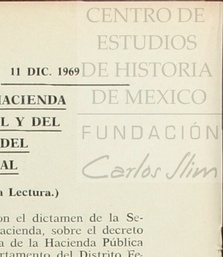 CENTRO DE
ESTUDIOS
DE HISTORIA
DE MEXICO
FUNDACIÓN
Carlos Slim
11 DIC. 1969
HACIENDA
L Y DEL
DEL
AL
a Lectura.)
on el dictamen de la Se-
acienda, sobre el decreto
a de la Hacienda Pública
artamento del Distrito Fe-